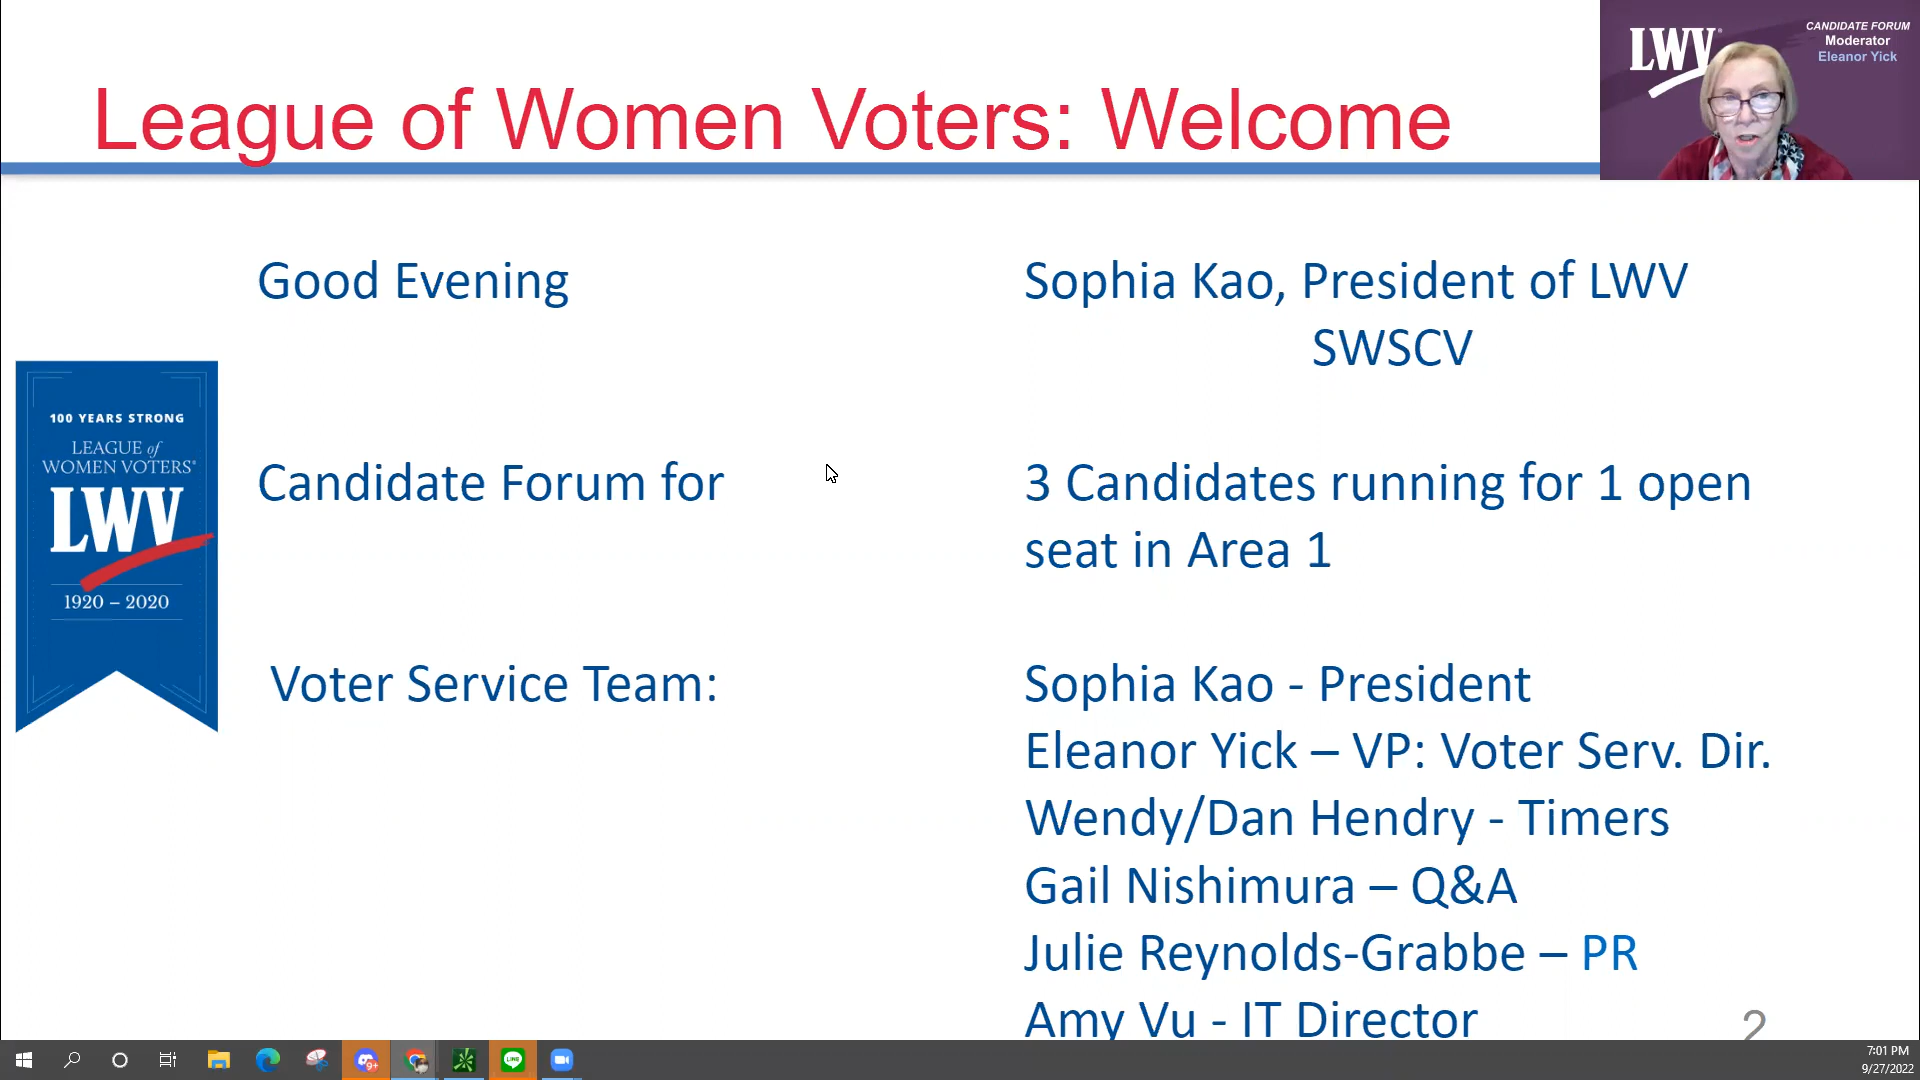 League of Women Voters: Welcome
LWV
CANDIDATE FORUM
Moderator
Eleanor Yick
Good Evening
Sophia Kao, President of LWV
SWSCV
100 YEARS STRONG
LEAGUE of
WOMEN VOTERS®
LWV
1920 – 2020
Candidate Forum for
3 Candidates running for 1 open
seat in Area 1
Voter Service Team:
Sophia Kao - President
Eleanor Yick – VP: Voter Serv. Dir.
Wendy/Dan Hendry - Timers
Gail Nishimura – Q&A
Julie Reynolds-Grabbe – PR
Amy Vu - IT Director
2
9+
LINE
7:01 PM
9/27/2022